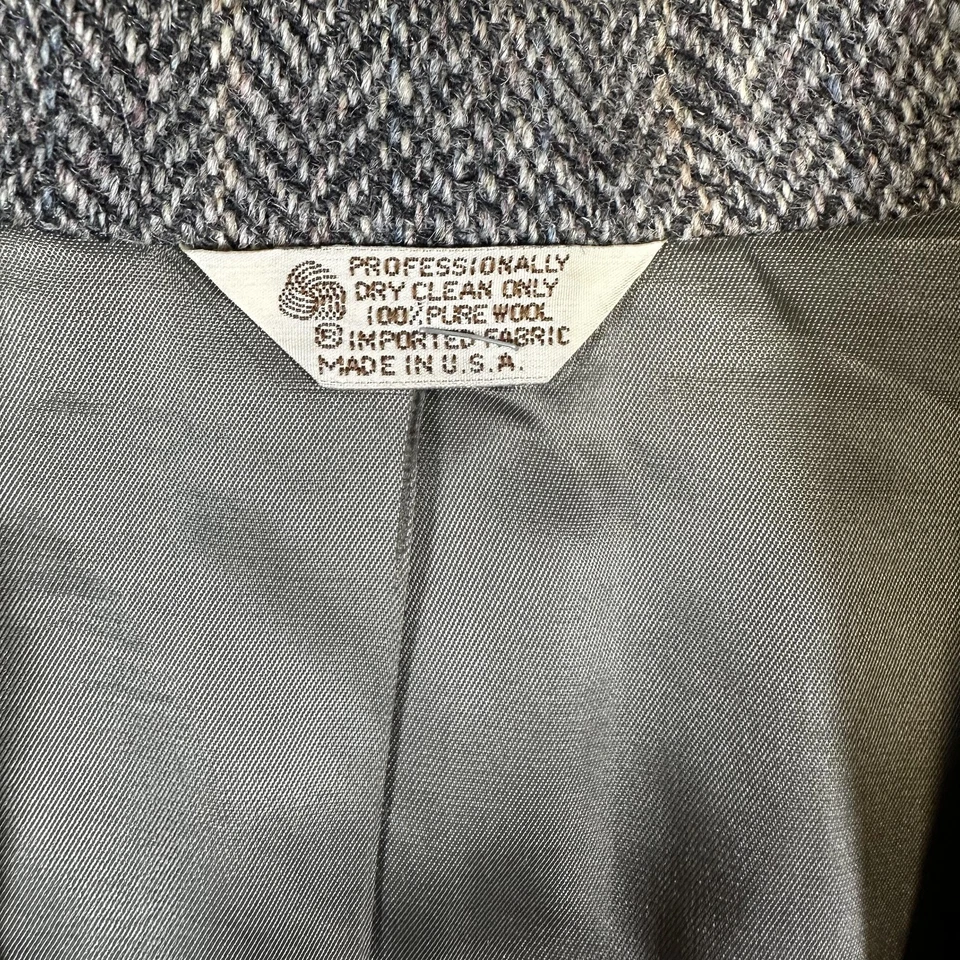 PROFESSIONALLY
DRY CLEAN ONLY
100% PURE WOOL
® IMPORTED FABRIC
MADE IN U.S.A.